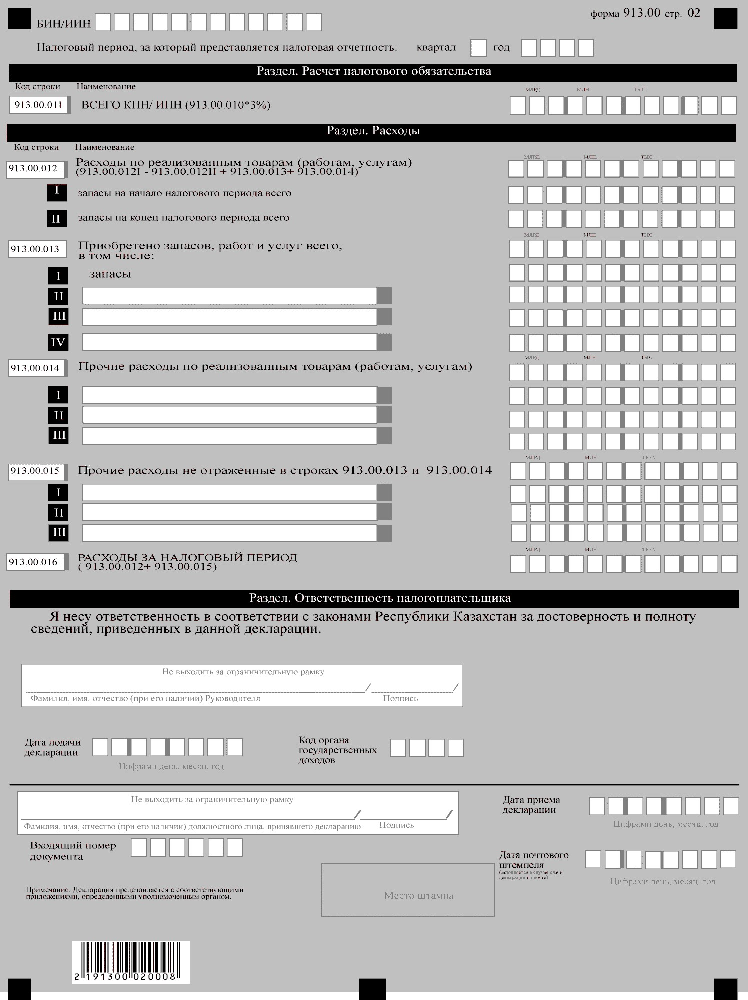 форма 913.00 стр. 02
БИН/ИИН
Налоговый период, за который представляется налоговая отчетность: квартал год
Раздел. Расчет налогового обязательства
Код строки Наименование
МЛРД. МЛН. ТЫС.
913.00.011 ВСЕГО КПН/ ИПН (913.00.010*3%)
Раздел. Расходы
Код строки Наименование
МЛРД. МЛН. ТЫС.
913.00.012 Расходы по реализованным товарам (работам, услугам)
(913.00.012I - 913.00.012II + 913.00.013+ 913.00.014)
I запасы на начало налогового периода всего
II запасы на конец налогового периода всего
МЛРД МЛН ТЫС.
913.00.013 Приобретено запасов, работ и услуг всего,
в том числе:
I запасы
II
III
IV
МЛРД МЛН ТЫС.
913.00.014 Прочие расходы по реализованным товарам (работам, услугам)
I
II
III
МЛРД. МЛН. ТЫС.
913.00.015 Прочие расходы не отраженные в строках 913.00.013 и 913.00.014
I
II
III
МЛРД. МЛН. ТЫС.
913.00.016 РАСХОДЫ ЗА НАЛОГОВЫЙ ПЕРИОД
( 913.00.012+ 913.00.015)
Раздел. Ответственность налогоплательщика
Я несу ответственность в соответствии с законами Республики Казахстан за достоверность и полноту
сведений, приведенных в данной декларации.
Не выходить за ограничительную рамку
/ /
Фамилия, имя, отчество (при его наличии) Руководителя Подпись
Дата подачи
декларации
Цифрами день, месяц, год
Код органа
государственных
доходов
Не выходить за ограничительную рамку
/ /
Фамилия, имя, отчество (при его наличии) должностного лица, принявшего декларацию Подпись
Дата приема
декларации
Цифрами день, месяц, год
Входящий номер
документа
Дата почтового
штемпеля
(заполняется в случае сдачи
декларации по почте)
Цифрами день, месяц, год
Место штампа
Примечание. Декларация представляется с соответствующими
приложениями, определенными уполномоченным органом.
2 191300 020008